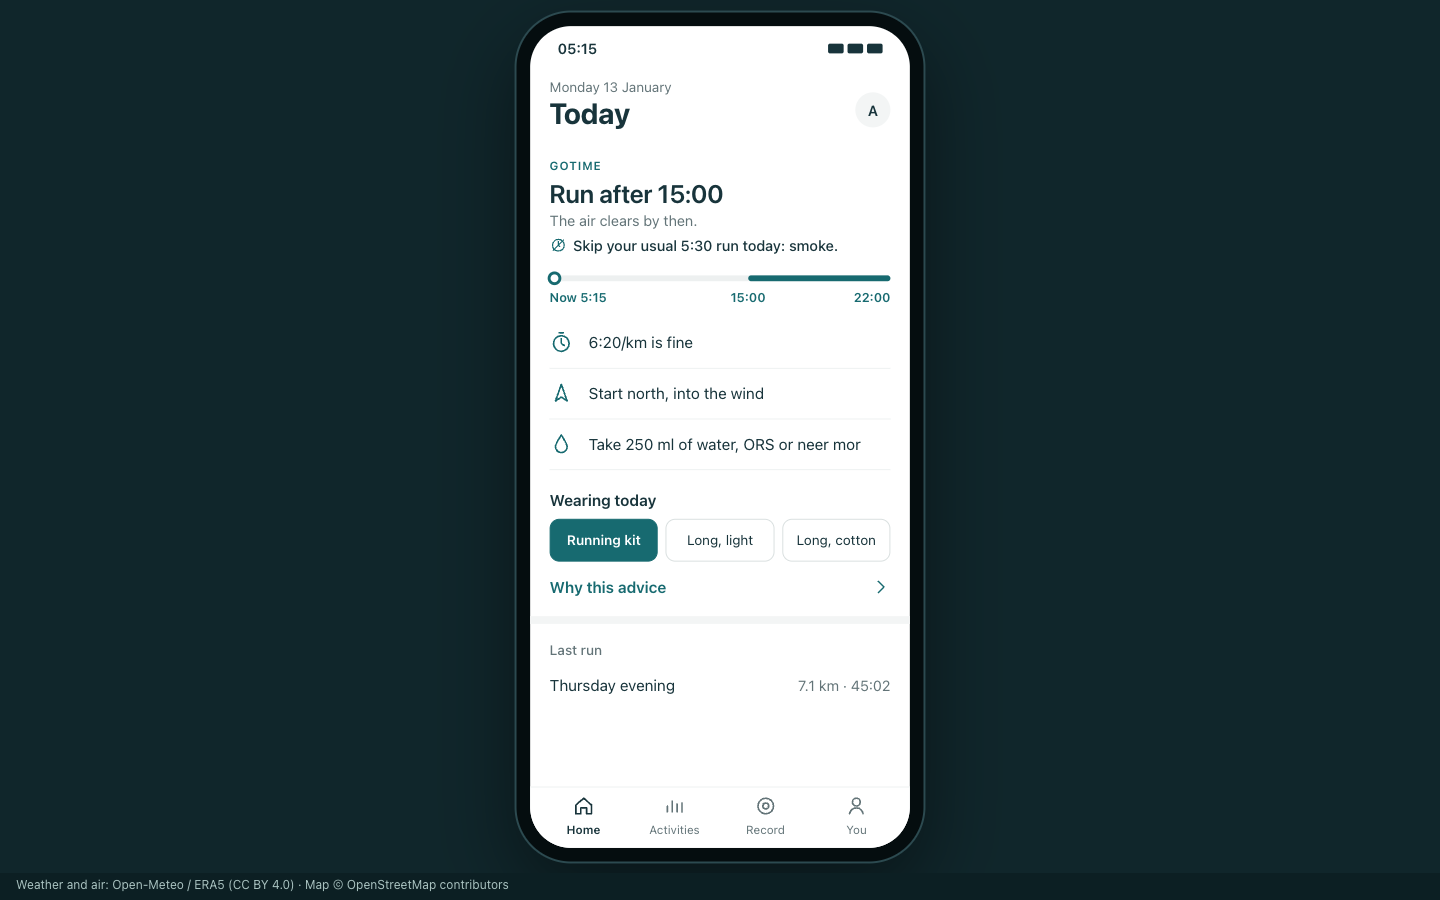 05:15
Monday 13 January
Today
A
GOTIME
Run after 15:00
The air clears by then.
Skip your usual 5:30 run today: smoke.
Now 5:15 15:00 22:00
6:20/km is fine
Start north, into the wind
Take 250 ml of water, ORS or neer mor
Wearing today
Running kit Long, light Long, cotton
Why this advice
Last run
Thursday evening 7.1 km · 45:02
Home Activities Record You
Weather and air: Open-Meteo / ERA5 (CC BY 4.0) · Map © OpenStreetMap contributors